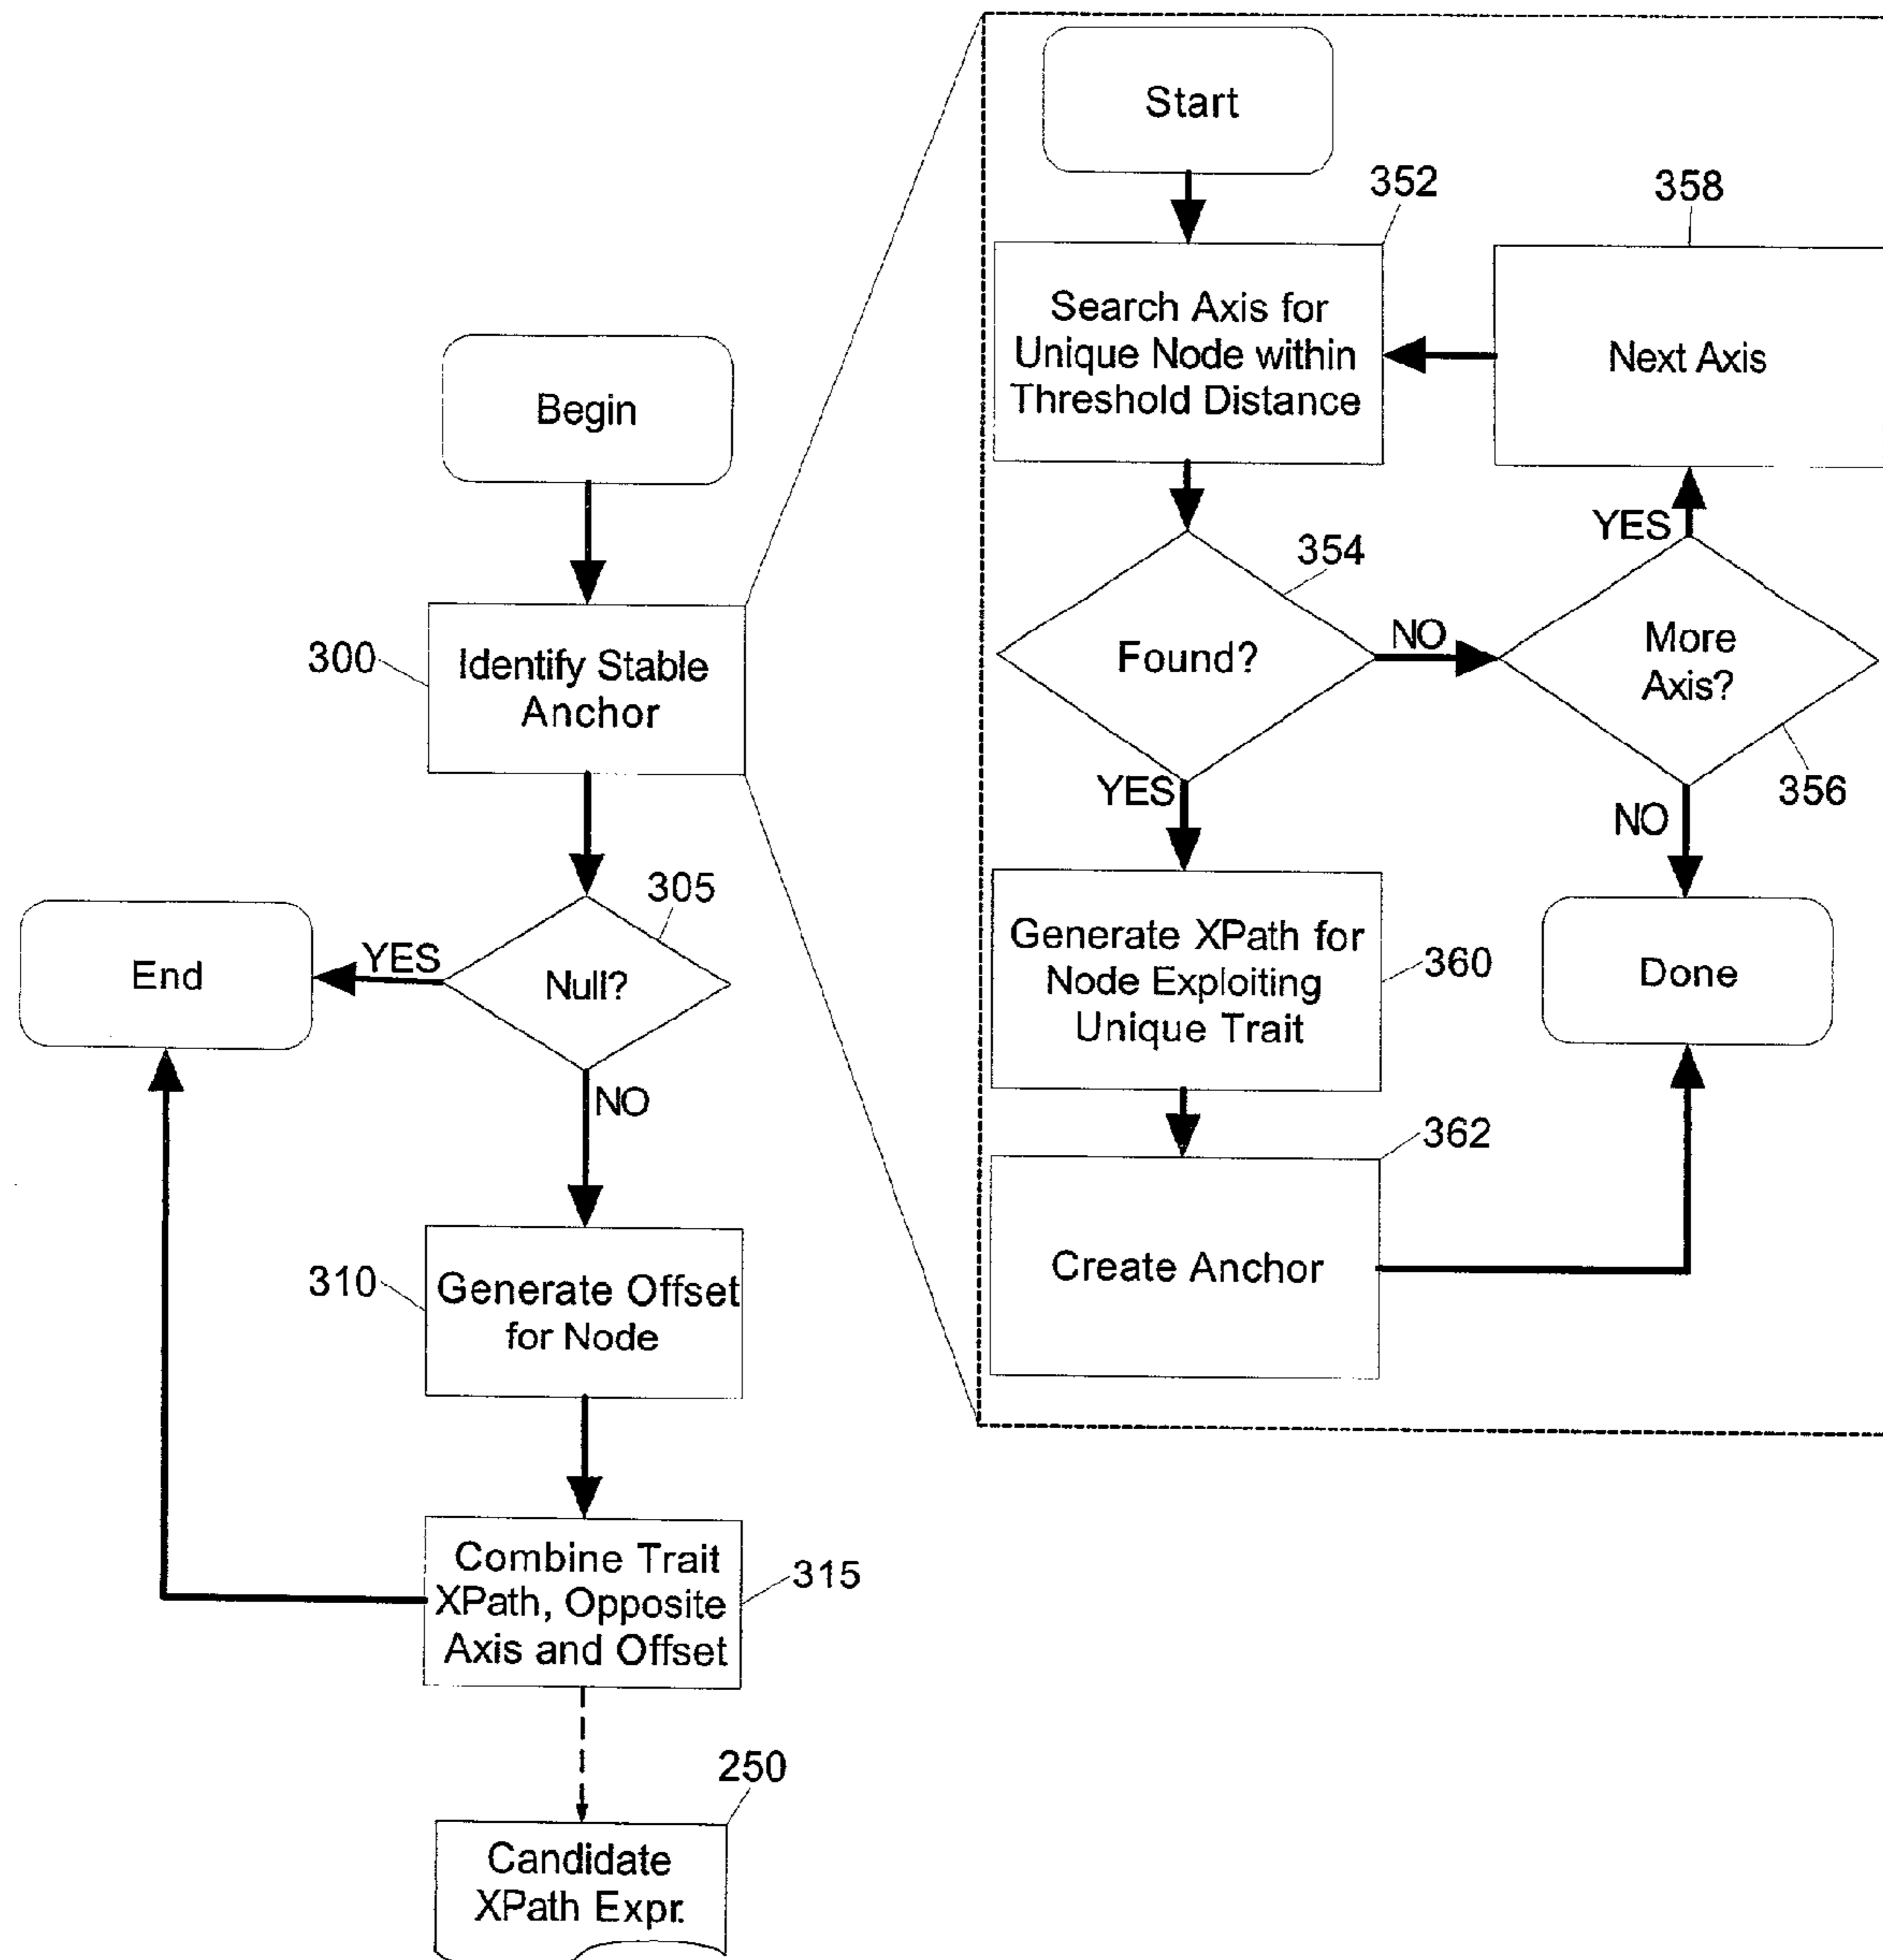 Begin
300
Identify Stable
Anchor
305
Null?
YES
End
NO
310
Generate Offset
for Node
Combine Trait
XPath, Opposite
Axis and Offset
315
250
Candidate
XPath Expr.
Start
352
Search Axis for
Unique Node within
Threshold Distance
358
Next Axis
354
Found?
NO
YES
More
Axis?
356
YES
NO
Generate XPath for
Node Exploiting
Unique Trait
360
Done
362
Create Anchor